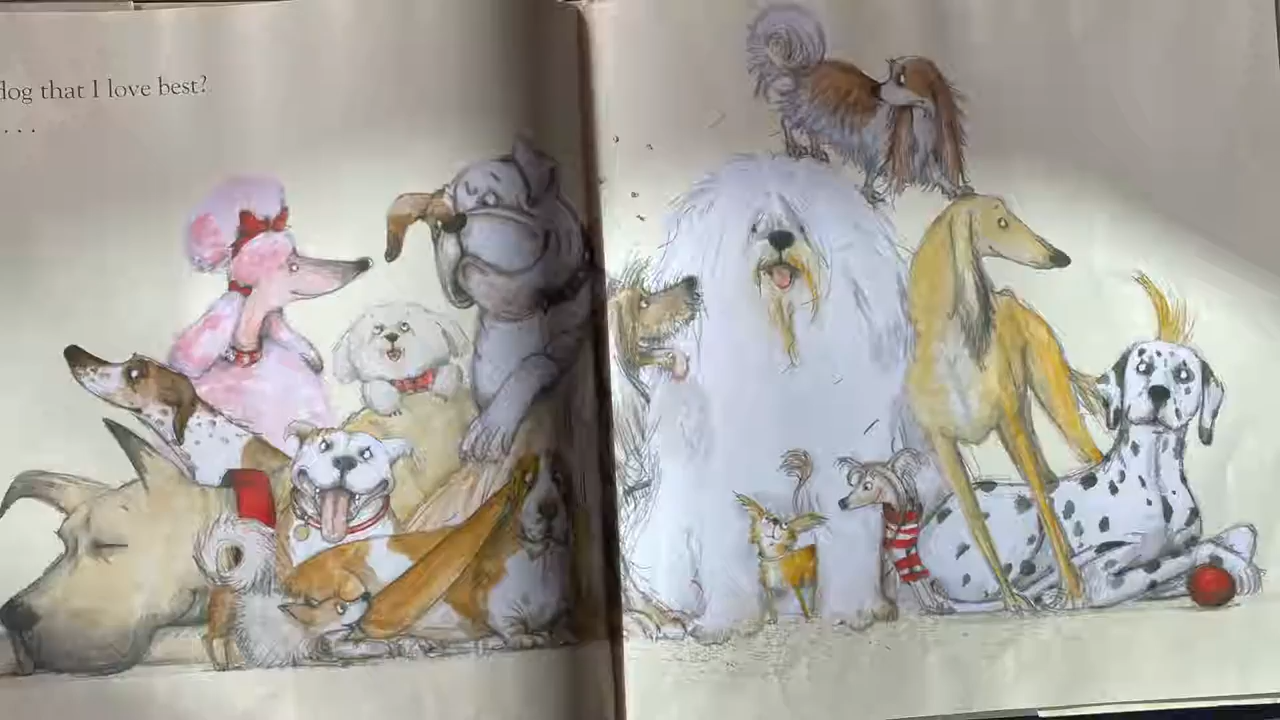 dog that I love best?
. . . .